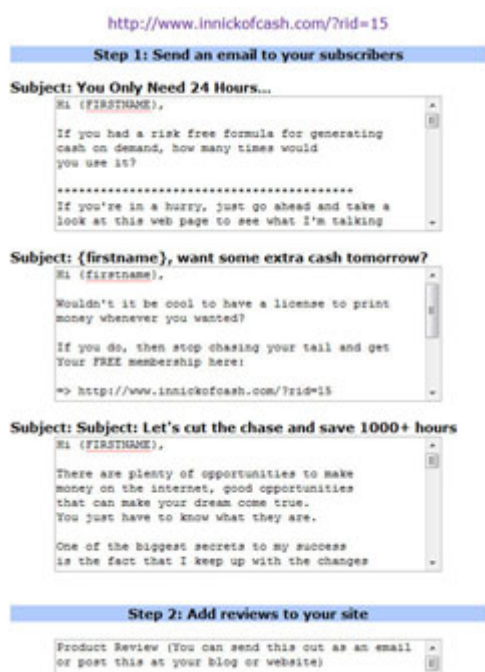 http://www.innickofcash.com/?rid=15
Step 1: Send an email to your subscribers
Subject: You Only Need 24 Hours...
Hi (FIRSTNAME),
If you had a risk free formula for generating
cash on demand, how many times would
you use it?
*****************************************
If you're in a hurry, just go ahead and take a
look at this web page to see what I'm talking
Subject: {firstname}, want some extra cash tomorrow?
Hi (firstname),
Wouldn't it be cool to have a license to print
money whenever you wanted?
If you do, then stop chasing your tail and get
Your FREE membership here:
=> http://www.innickofcash.com/?rid=15
Subject: Subject: Let's cut the chase and save 1000+ hours
Hi (FIRSTNAME),
There are plenty of opportunities to make
money on the internet, good opportunities
that can make your dream come true.
You just have to know what they are.
One of the biggest secrets to my success
is the fact that I keep up with the changes
Step 2: Add reviews to your site
Product Review (You can send this out as an email
or post this at your blog or website)